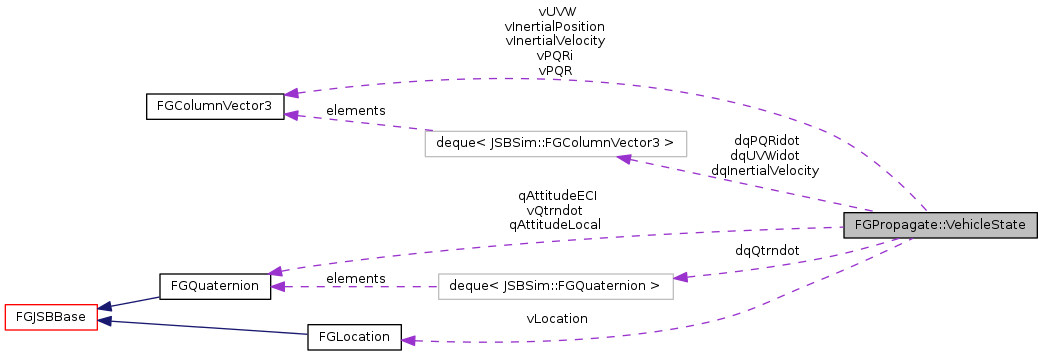 vUVW
vInertialPosition
vInertialVelocity
vPQRi
vPQR
FGColumnVector3
elements
deque< JSBSim::FGColumnVector3 >
dqPQRidot
dqUVWidot
dqInertialVelocity
qAttitudeECI
vQtrndot
qAttitudeLocal
FGPropagate::VehicleState
dqQtrndot
FGQuaternion
elements
deque< JSBSim::FGQuaternion >
FGJSBBase
vLocation
FGLocation